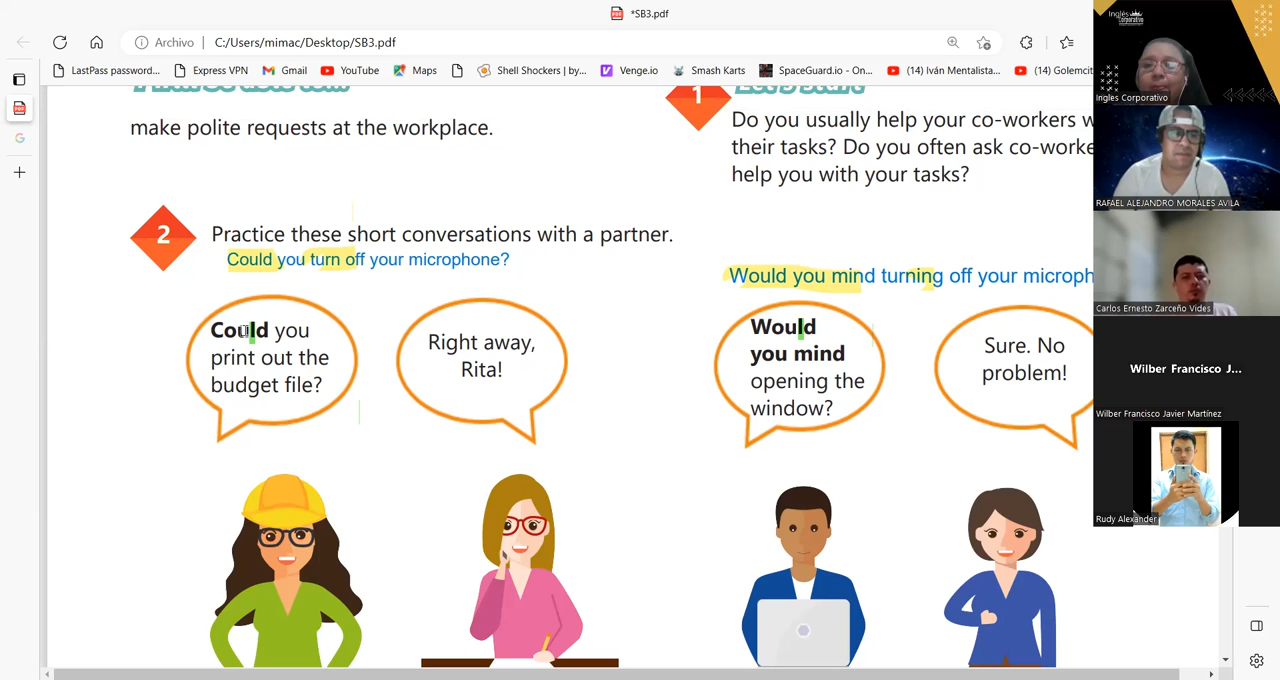 *SB3.pdf
Archivo | C:/Users/mimac/Desktop/SB3.pdf
LastPass password... Express VPN Gmail YouTube Maps Shell Shockers | by... Venge.io Smash Karts SpaceGuard.io - On... (14) Iván Mentalista... (14) Golemcit
make polite requests at the workplace.
1
Do you usually help your co-workers w
their tasks? Do you often ask co-worke
help you with your tasks?
2
Practice these short conversations with a partner.
Could you turn off your microphone?
Would you mind turning off your microph
Could you
print out the
budget file?
Right away,
Rita!
Would
you mind
opening the
window?
Sure. No
problem!
Inglés
Corporativo
Ingles Corporativo
RAFAEL ALEJANDRO MORALES AVILA
Carlos Ernesto Zarceño Vides
Wilber Francisco J...
Wilber Francisco Javier Martínez
Rudy Alexander